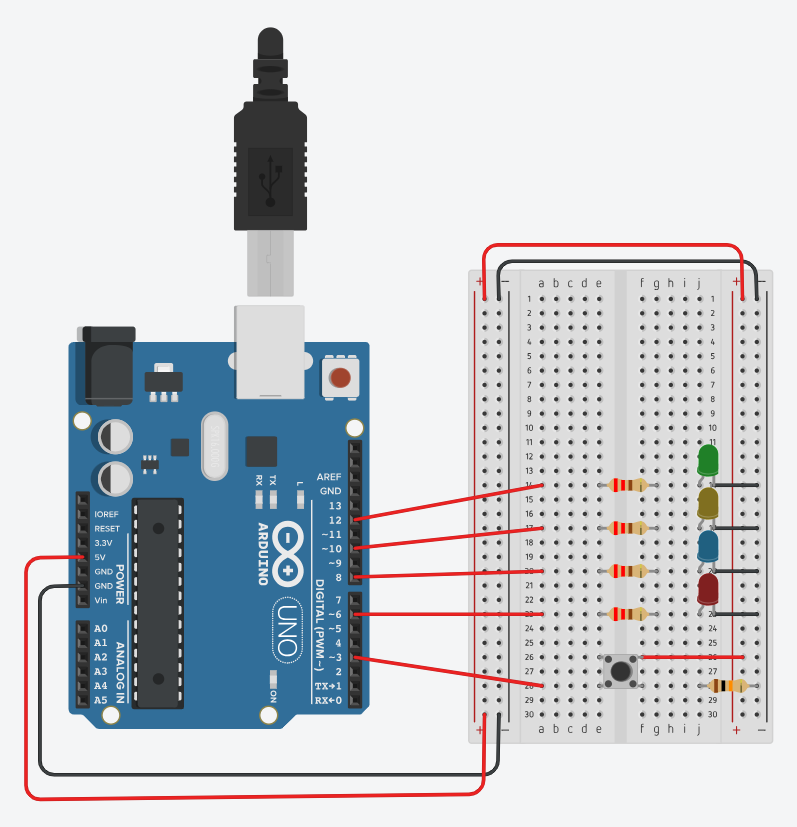 + − a b c d e f g h i j + −
1 1
2 2
3 3
4 4
5 5
6 6
7 7
8 8
9 9
10 10
11 11
12 12
13 13
14
15 15
16 16
17
18 18
19 19
20 20
21 21
22 22
23
24 24
25 25
26 26
27 27
28 28
29 29
30 30
+ − a b c d e f g h i j + −
AREF
GND
13
12
~11
~10
~9
8
7
~6
~5
4
~3
2
TX→1
RX←0
DIGITAL (PWM~)
RX
TX
L
ARDUINO
UNO
ON
IOREF
RESET
3.3V
5V
GND
GND
Vin
POWER
A0
A1
A2
A3
A4
A5
ANALOG IN